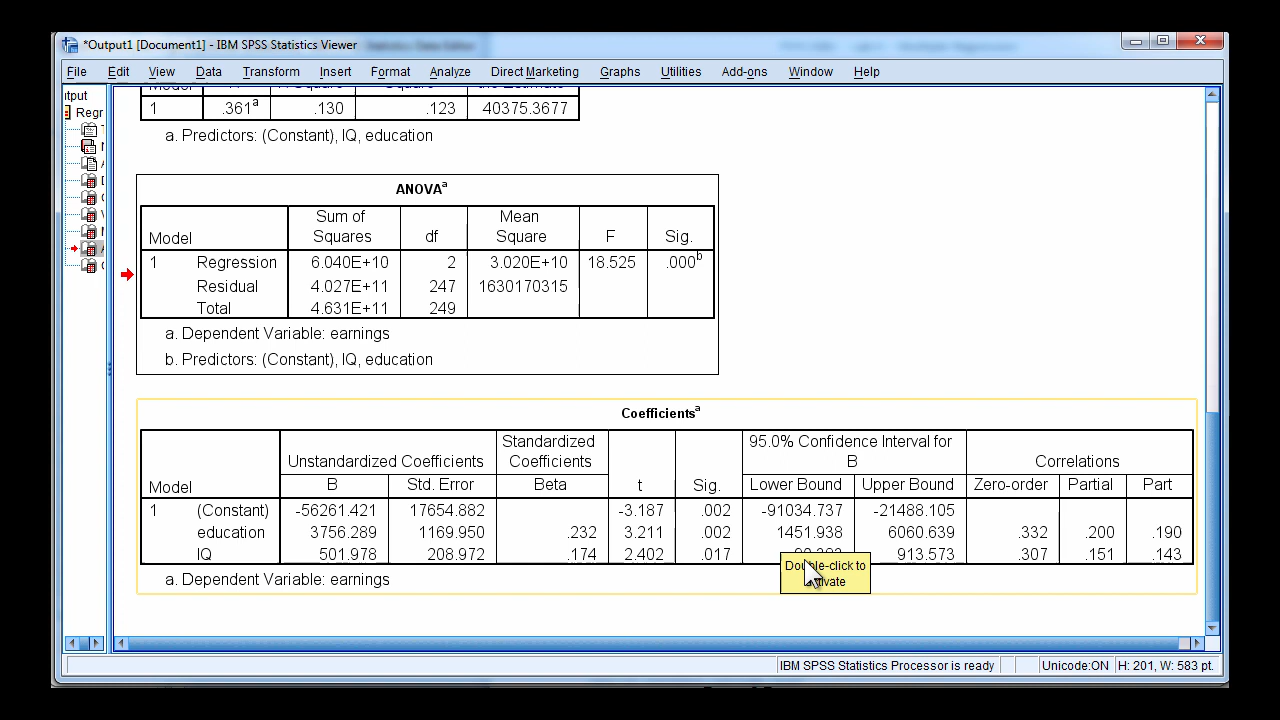 *Output1 [Document1] - IBM SPSS Statistics Viewer
File Edit View Data Transform Insert Format Analyze Direct Marketing Graphs Utilities Add-ons Window Help
1 .361a .130 .123 40375.3677
a. Predictors: (Constant), IQ, education
ANOVAa
Model Sum of Squares df Mean Square F Sig.
1 Regression 6.040E+10 2 3.020E+10 18.525 .000b
Residual 4.027E+11 247 1630170315
Total 4.631E+11 249
a. Dependent Variable: earnings
b. Predictors: (Constant), IQ, education
Coefficientsa
Model Unstandardized Coefficients Standardized Coefficients t Sig. 95.0% Confidence Interval for B Correlations
B Std. Error Beta Lower Bound Upper Bound Zero-order Partial Part
1 (Constant) -56261.421 17654.882 -3.187 .002 -91034.737 -21488.105
education 3756.289 1169.950 .232 3.211 .002 1451.938 6060.639 .332 .200 .190
IQ 501.978 208.972 .174 2.402 .017 913.573 .307 .151 .143
a. Dependent Variable: earnings
Double-click to
IBM SPSS Statistics Processor is ready Unicode:ON H: 201, W: 583 pt.